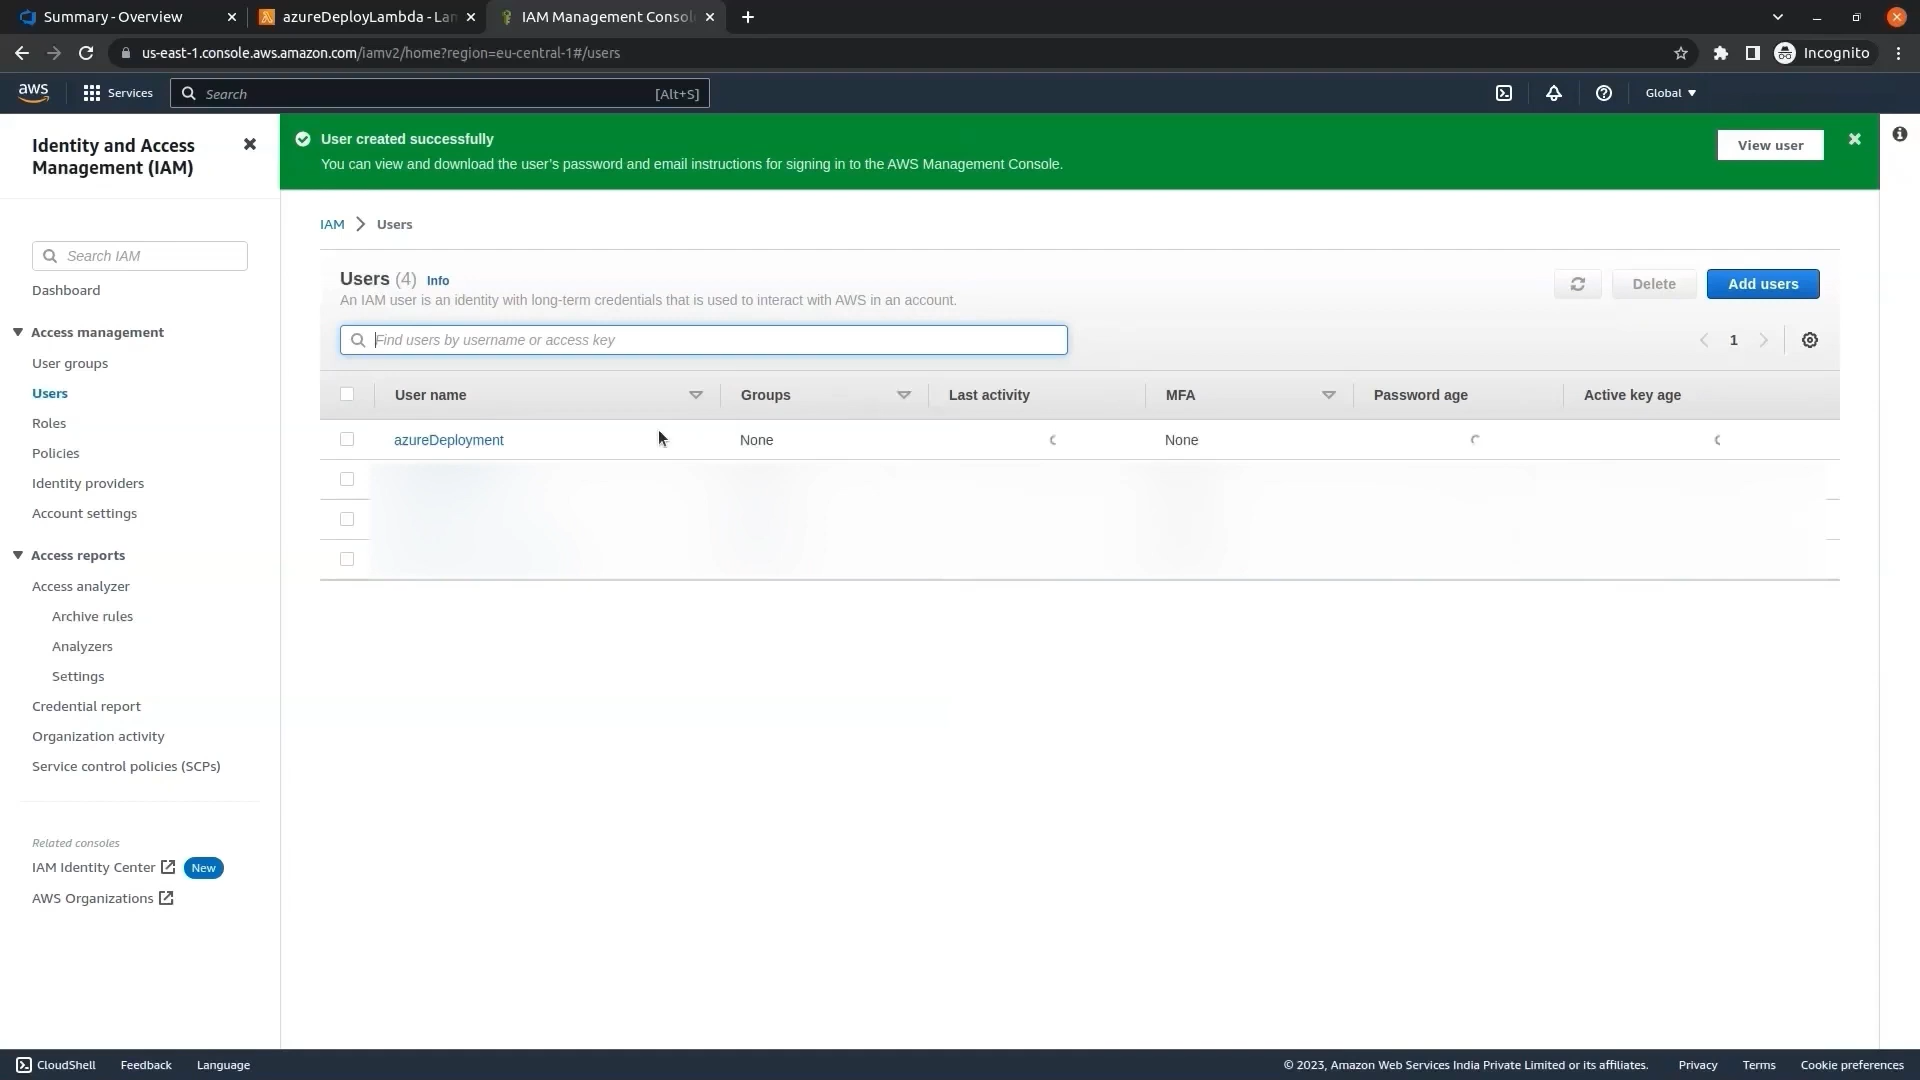 Summary - Overview
azureDeployLambda - Lam
IAM Management Consol
us-east-1.console.aws.amazon.com/iamv2/home?region=eu-central-1#/users
Incognito
aws
Services
Search
[Alt+S]
Global
Identity and Access
Management (IAM)
Search IAM
Dashboard
Access management
User groups
Users
Roles
Policies
Identity providers
Account settings
Access reports
Access analyzer
Archive rules
Analyzers
Settings
Credential report
Organization activity
Service control policies (SCPs)
Related consoles
IAM Identity Center New
AWS Organizations
User created successfully
You can view and download the user's password and email instructions for signing in to the AWS Management Console.
View user
IAM > Users
Users (4) Info
An IAM user is an identity with long-term credentials that is used to interact with AWS in an account.
Delete
Add users
Find users by username or access key
1
User name Groups Last activity MFA Password age Active key age
azureDeployment None None
CloudShell Feedback Language
© 2023, Amazon Web Services India Private Limited or its affiliates. Privacy Terms Cookie preferences